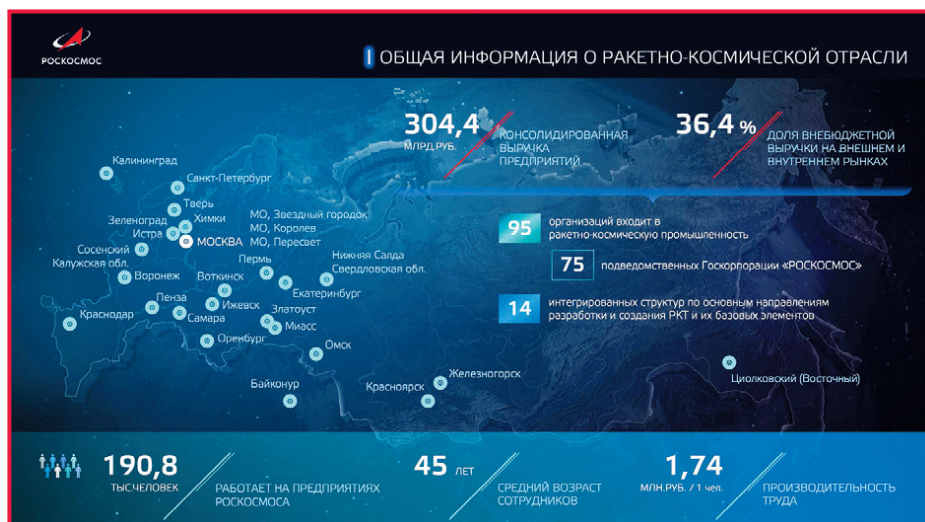 РОСКОСМОС
ОБЩАЯ ИНФОРМАЦИЯ О РАКЕТНО-КОСМИЧЕСКОЙ ОТРАСЛИ
304,4
МЛРД.РУБ.
КОНСОЛИДИРОВАННАЯ
ВЫРУЧКА
ПРЕДПРИЯТИЙ
36,4 %
ДОЛЯ ВНЕБЮДЖЕТНОЙ
ВЫРУЧКИ НА ВНЕШНЕМ И
ВНУТРЕННЕМ РЫНКАХ
Калининград
Санкт-Петербург
Тверь
Зеленоград
Химки
Истра
МОСКВА
МО, Звездный городок
МО, Королев
МО, Пересвет
Сосенский
Калужская обл.
Воронеж
Воткинск
Пермь
Нижняя Салда
Свердловская обл.
Екатеринбург
Пенза
Ижевск
Златоуст
Краснодар
Самара
Миасс
Оренбург
Омск
Байконур
Красноярск
Железногорск
Циолковский (Восточный)
95
организаций входит в
ракетно-космическую промышленность
75
подведомственных Госкорпорации «РОСКОСМОС»
14
интегрированных структур по основным направлениям
разработки и создания РКТ и их базовых элементов
190,8
ТЫС.ЧЕЛОВЕК
РАБОТАЕТ НА ПРЕДПРИЯТИЯХ
РОСКОСМОСА
45 ЛЕТ
СРЕДНИЙ ВОЗРАСТ
СОТРУДНИКОВ
1,74
МЛН.РУБ. / 1 чел.
ПРОИЗВОДИТЕЛЬНОСТЬ
ТРУДА